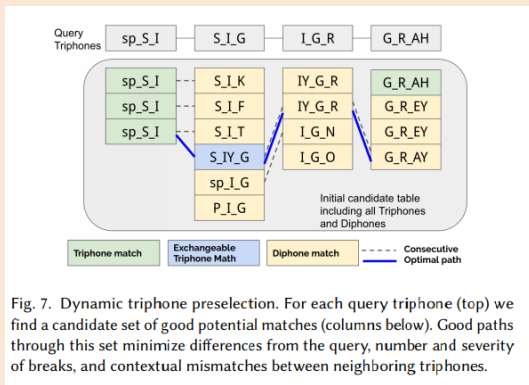 Query
Triphones
sp_S_I S_I_G I_G_R G_R_AH
sp_S_I S_I_K IY_G_R G_R_AH
sp_S_I S_I_F IY_G_R G_R_EY
sp_S_I S_I_T I_G_N G_R_EY
S_IY_G I_G_O G_R_AY
sp_I_G
P_I_G
Initial candidate table
including all Triphones
and Diphones
Triphone match
Exchangeable
Triphone Math
Diphone match
Consecutive
Optimal path
Fig. 7. Dynamic triphone preselection. For each query triphone (top) we
find a candidate set of good potential matches (columns below). Good paths
through this set minimize differences from the query, number and severity
of breaks, and contextual mismatches between neighboring triphones.